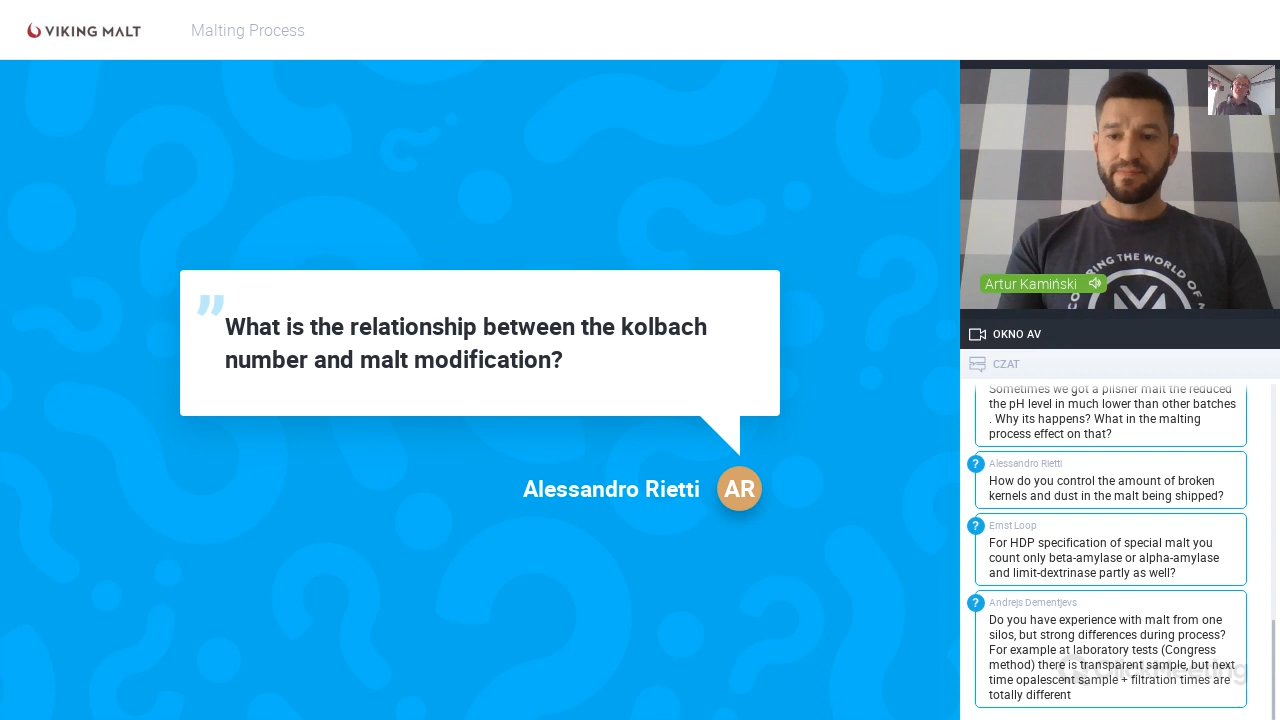 VIKING MALT
Malting Process
What is the relationship between the kolbach
number and malt modification?
Alessandro Rietti
AR
Artur Kamiński
OKNO AV
CZAT
Sometimes we got a pilsner malt the reduced
the pH level in much lower than other batches
. Why its happens? What in the malting
process effect on that?
?
Alessandro Rietti
How do you control the amount of broken
kernels and dust in the malt being shipped?
?
Ernst Loop
For HDP specification of special malt you
count only beta-amylase or alpha-amylase
and limit-dextrinase partly as well?
?
Andrejs Dementjevs
Do you have experience with malt from one
silos, but strong differences during process?
For example at laboratory tests (Congress
method) there is transparent sample, but next
time opalescent sample + filtration times are
totally different
ClickMeeting